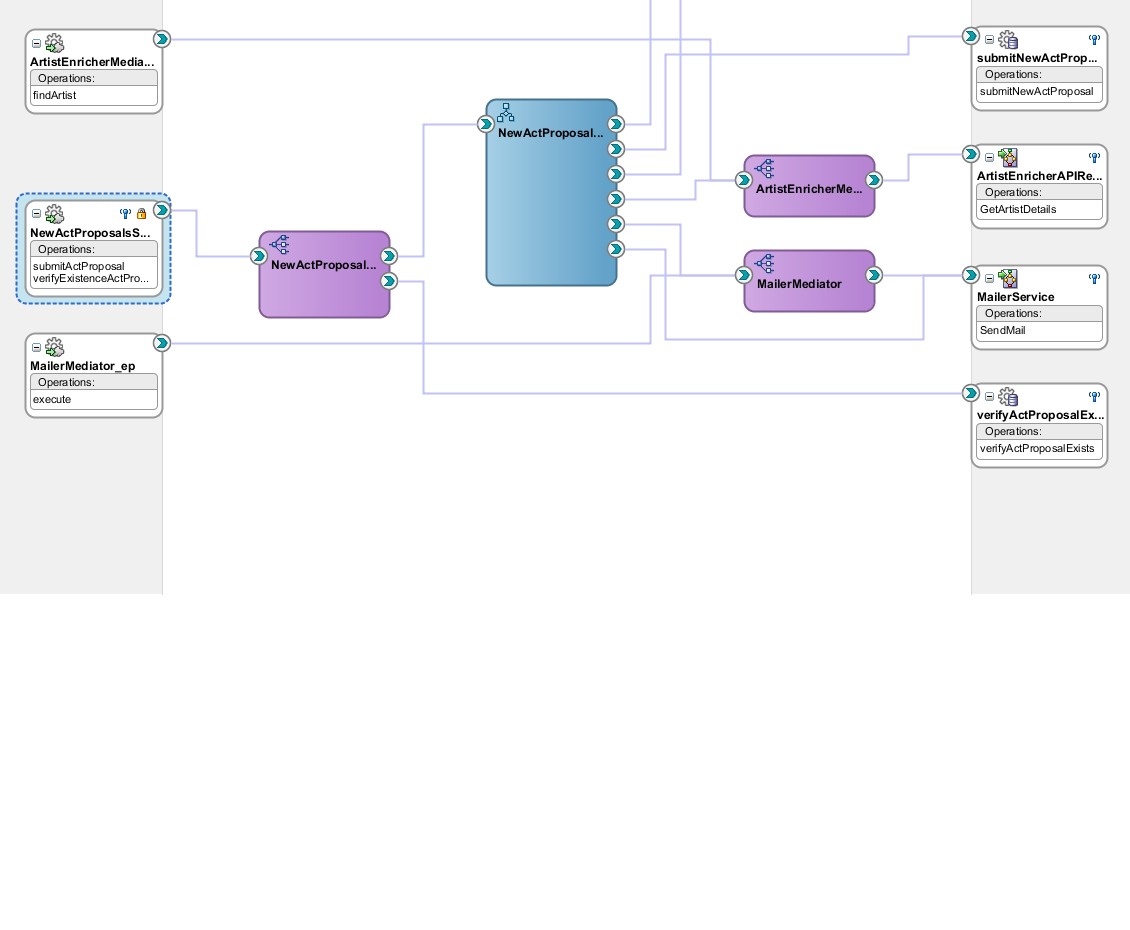 ArtistEnricherMedia...
Operations:
findArtist
NewActProposalsS...
Operations:
submitActProposal
verifyExistenceActPro...
MailerMediator_ep
Operations:
execute
NewActProposal...
NewActProposal...
ArtistEnricherMe...
MailerMediator
submitNewActProp...
Operations:
submitNewActProposal
ArtistEnricherAPIRe...
Operations:
GetArtistDetails
MailerService
Operations:
SendMail
verifyActProposalEx...
Operations:
verifyActProposalExists